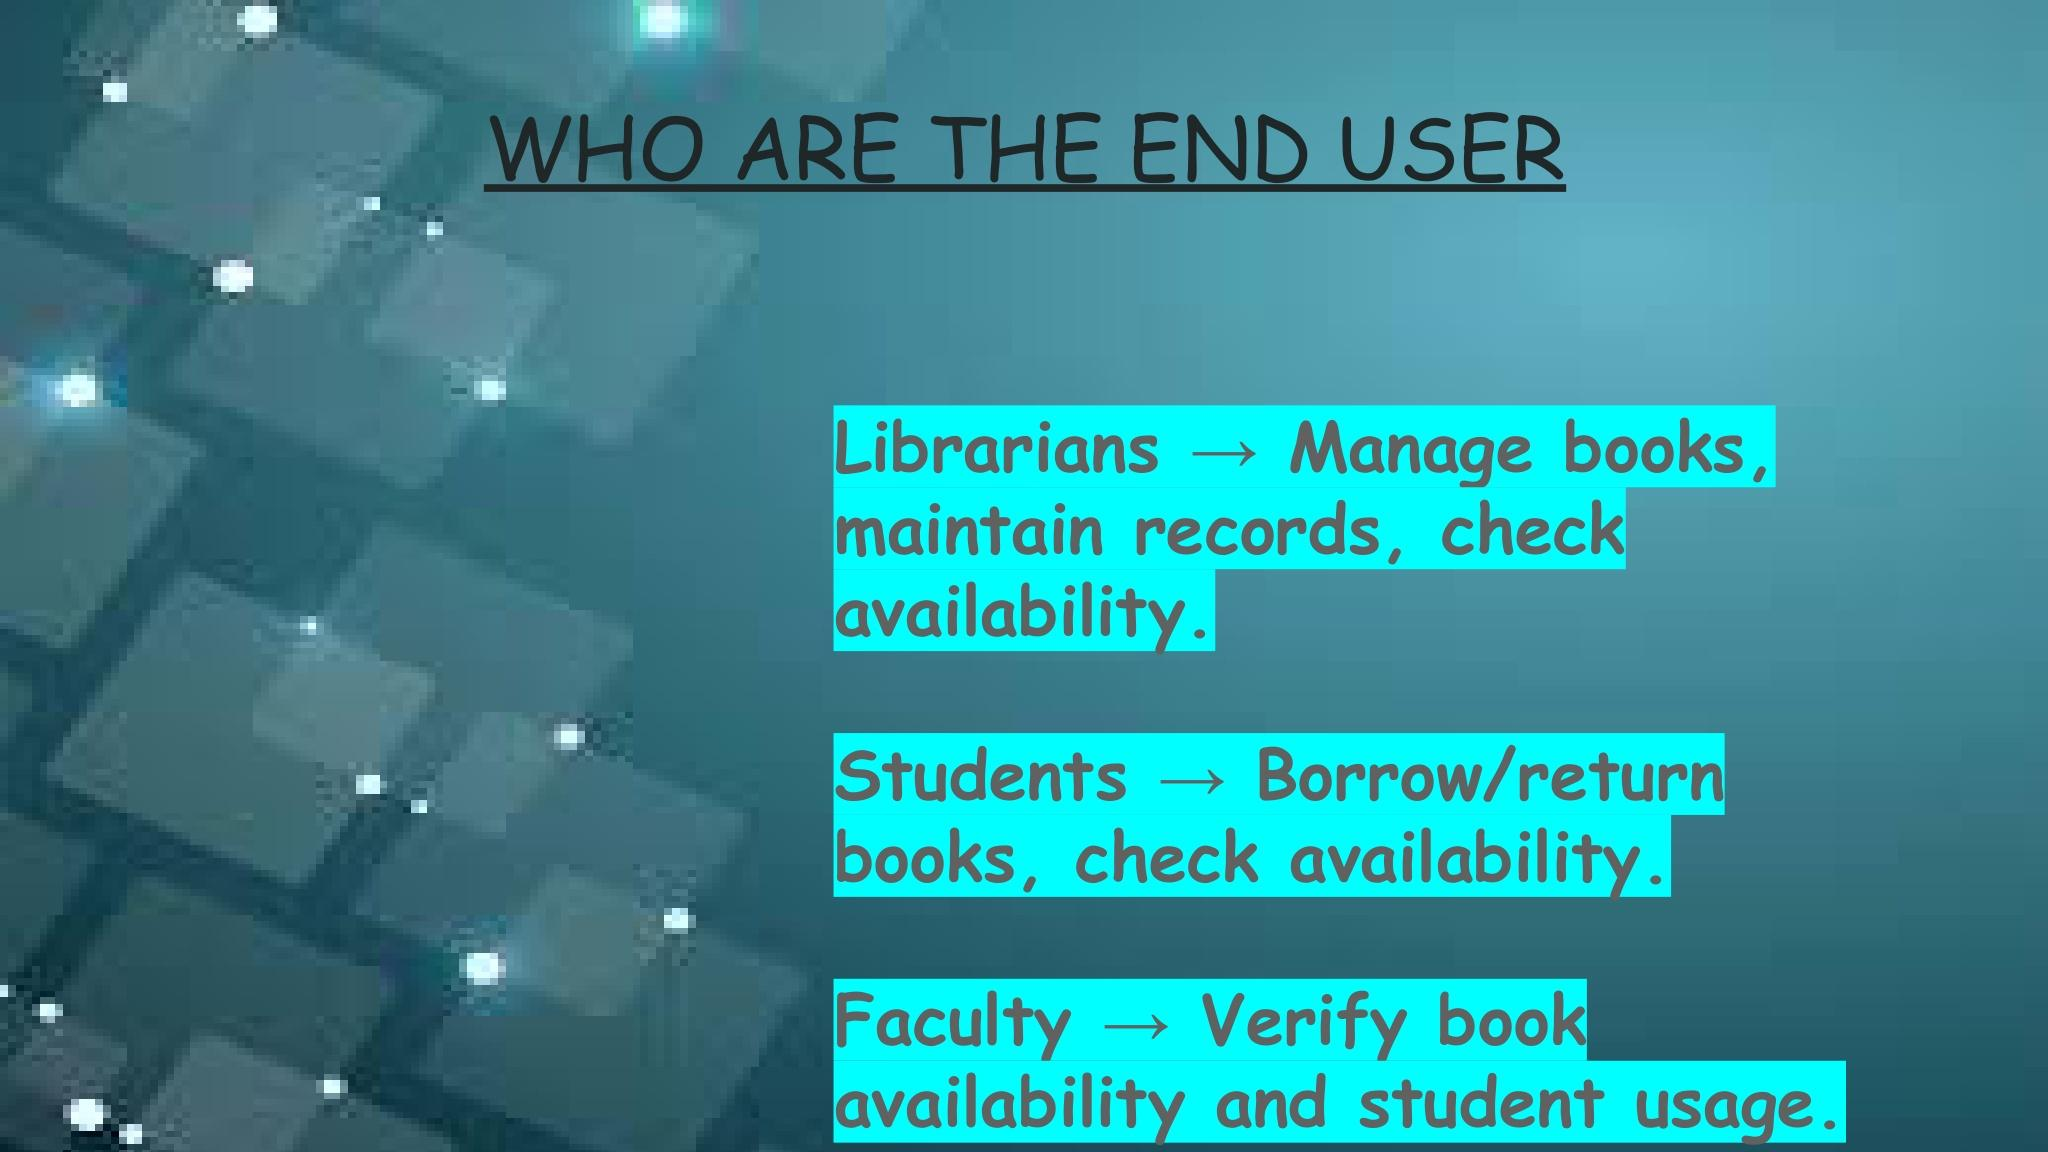 WHO ARE THE END USER
Librarians → Manage books,
maintain records, check
availability.
Students → Borrow/return
books, check availability.
Faculty → Verify book
availability and student usage.